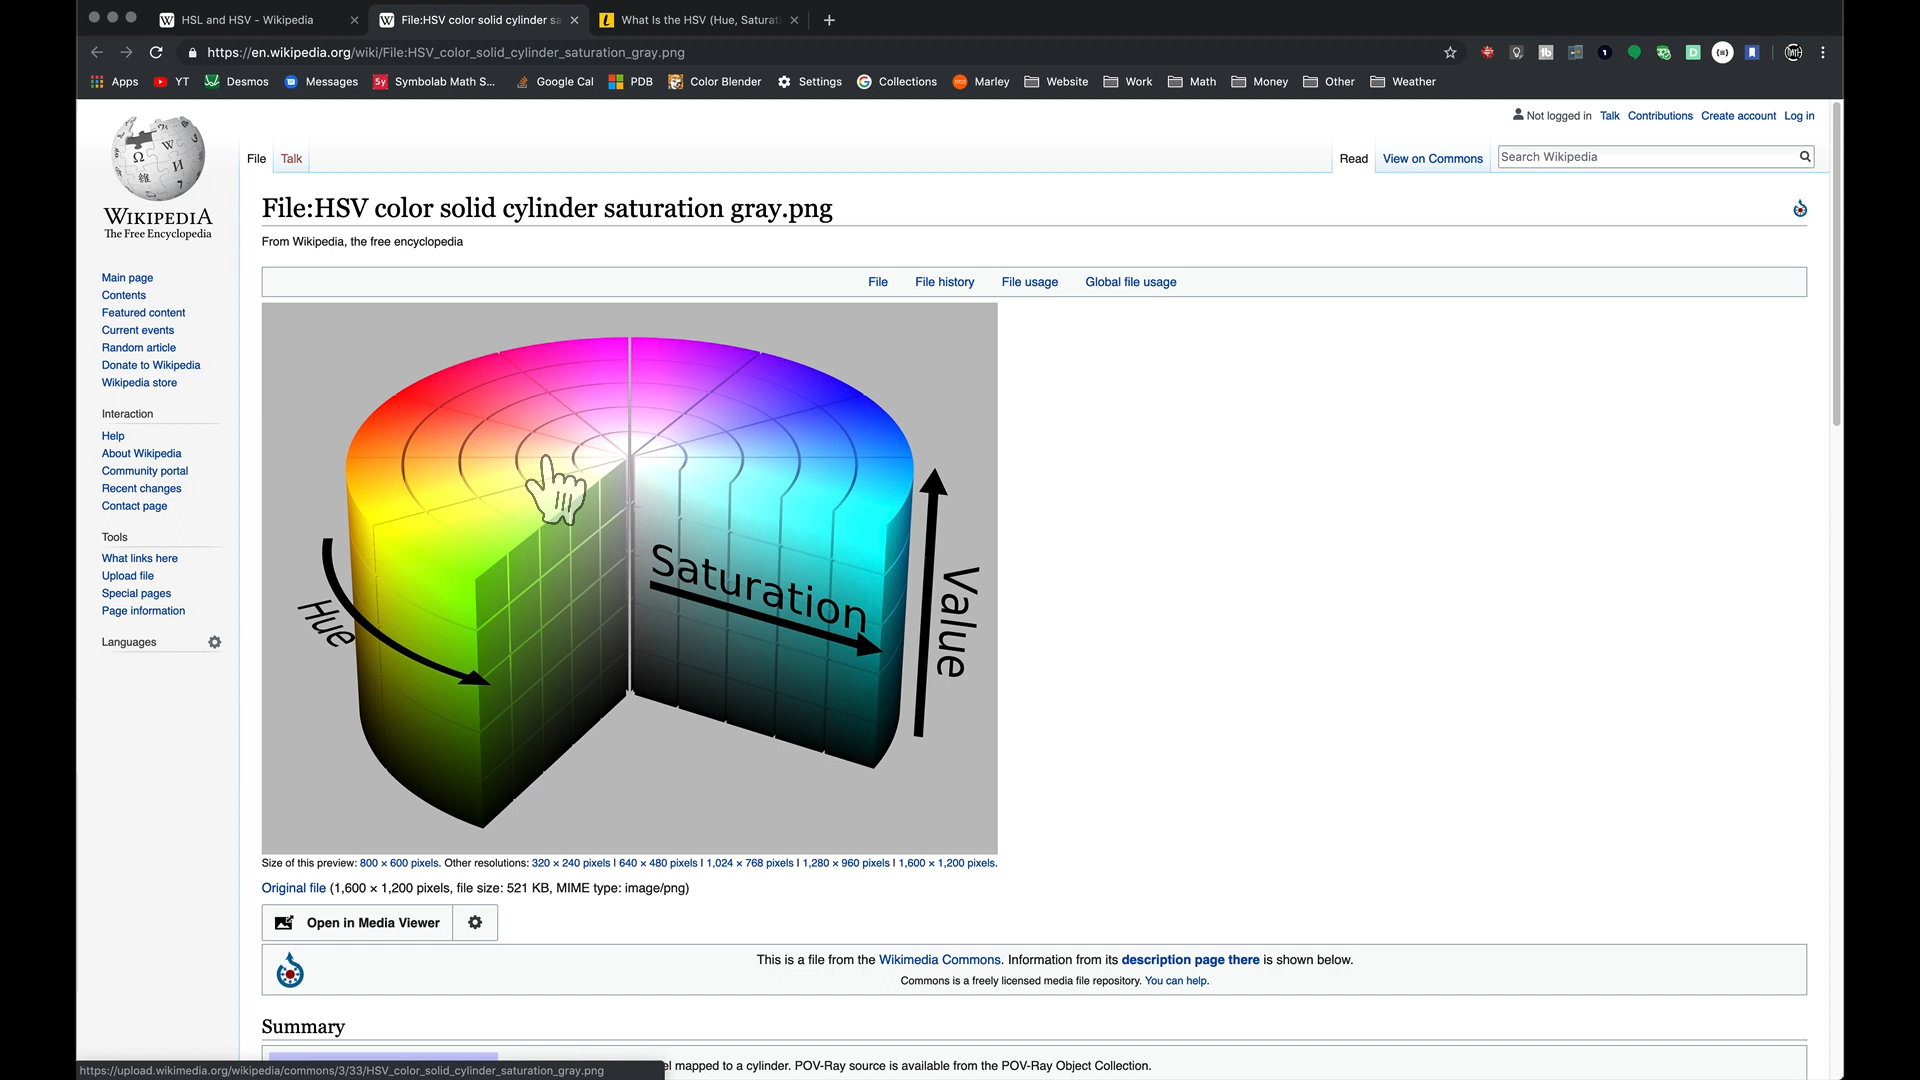 HSL and HSV - Wikipedia
File:HSV color solid cylinder sa
What Is the HSV (Hue, Saturati
https://en.wikipedia.org/wiki/File:HSV_color_solid_cylinder_saturation_gray.png
Apps YT Desmos Messages Symbolab Math S... Google Cal PDB Color Blender Settings Collections Marley Website Work Math Money Other Weather
Not logged in Talk Contributions Create account Log in
File Talk Read View on Commons Search Wikipedia
WIKIPEDIA
The Free Encyclopedia
Main page
Contents
Featured content
Current events
Random article
Donate to Wikipedia
Wikipedia store
Interaction
Help
About Wikipedia
Community portal
Recent changes
Contact page
Tools
What links here
Upload file
Special pages
Page information
Languages
File:HSV color solid cylinder saturation gray.png
From Wikipedia, the free encyclopedia
File File history File usage Global file usage
Hue
Saturation
Value
Size of this preview: 800 × 600 pixels. Other resolutions: 320 × 240 pixels | 640 × 480 pixels | 1,024 × 768 pixels | 1,280 × 960 pixels | 1,600 × 1,200 pixels.
Original file (1,600 × 1,200 pixels, file size: 521 KB, MIME type: image/png)
Open in Media Viewer
This is a file from the Wikimedia Commons. Information from its description page there is shown below.
Commons is a freely licensed media file repository. You can help.
Summary
el mapped to a cylinder. POV-Ray source is available from the POV-Ray Object Collection.
https://upload.wikimedia.org/wikipedia/commons/3/33/HSV_color_solid_cylinder_saturation_gray.png